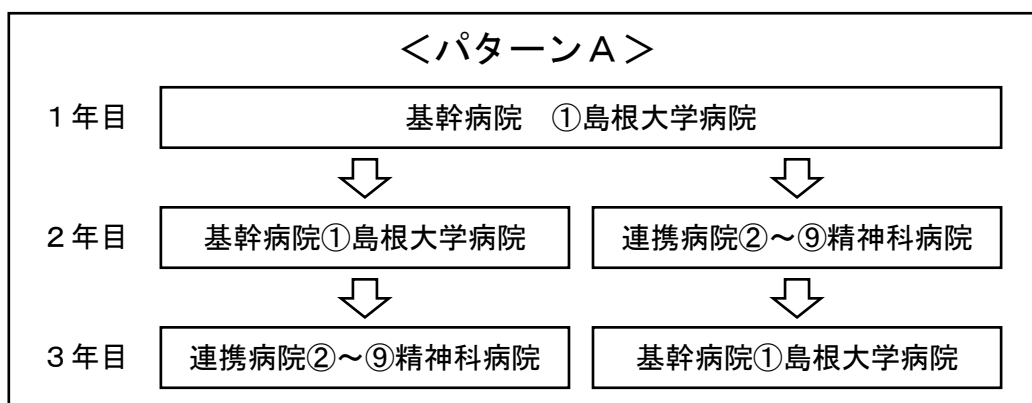 ＜パターンＡ＞
１年目
基幹病院　①島根大学病院
２年目
基幹病院①島根大学病院
連携病院②～⑨精神科病院
３年目
連携病院②～⑨精神科病院
基幹病院①島根大学病院